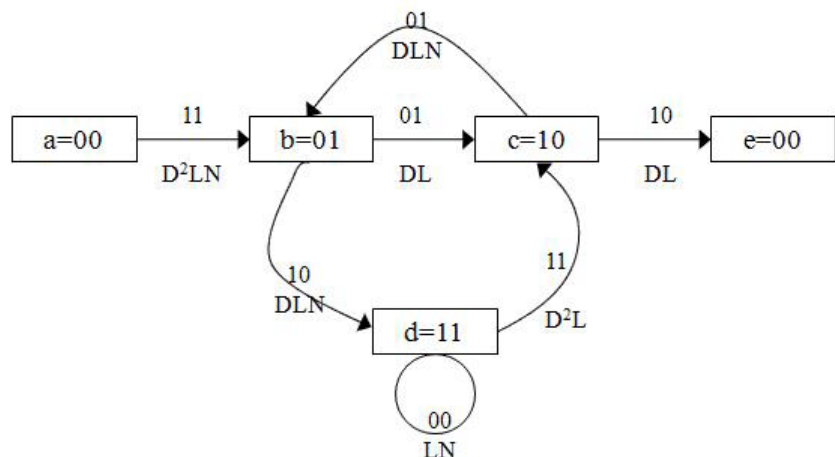 01
DLN
11
01
10
a=00
b=01
c=10
e=00
D²LN
DL
DL
10
DLN
11
D²L
d=11
00
LN